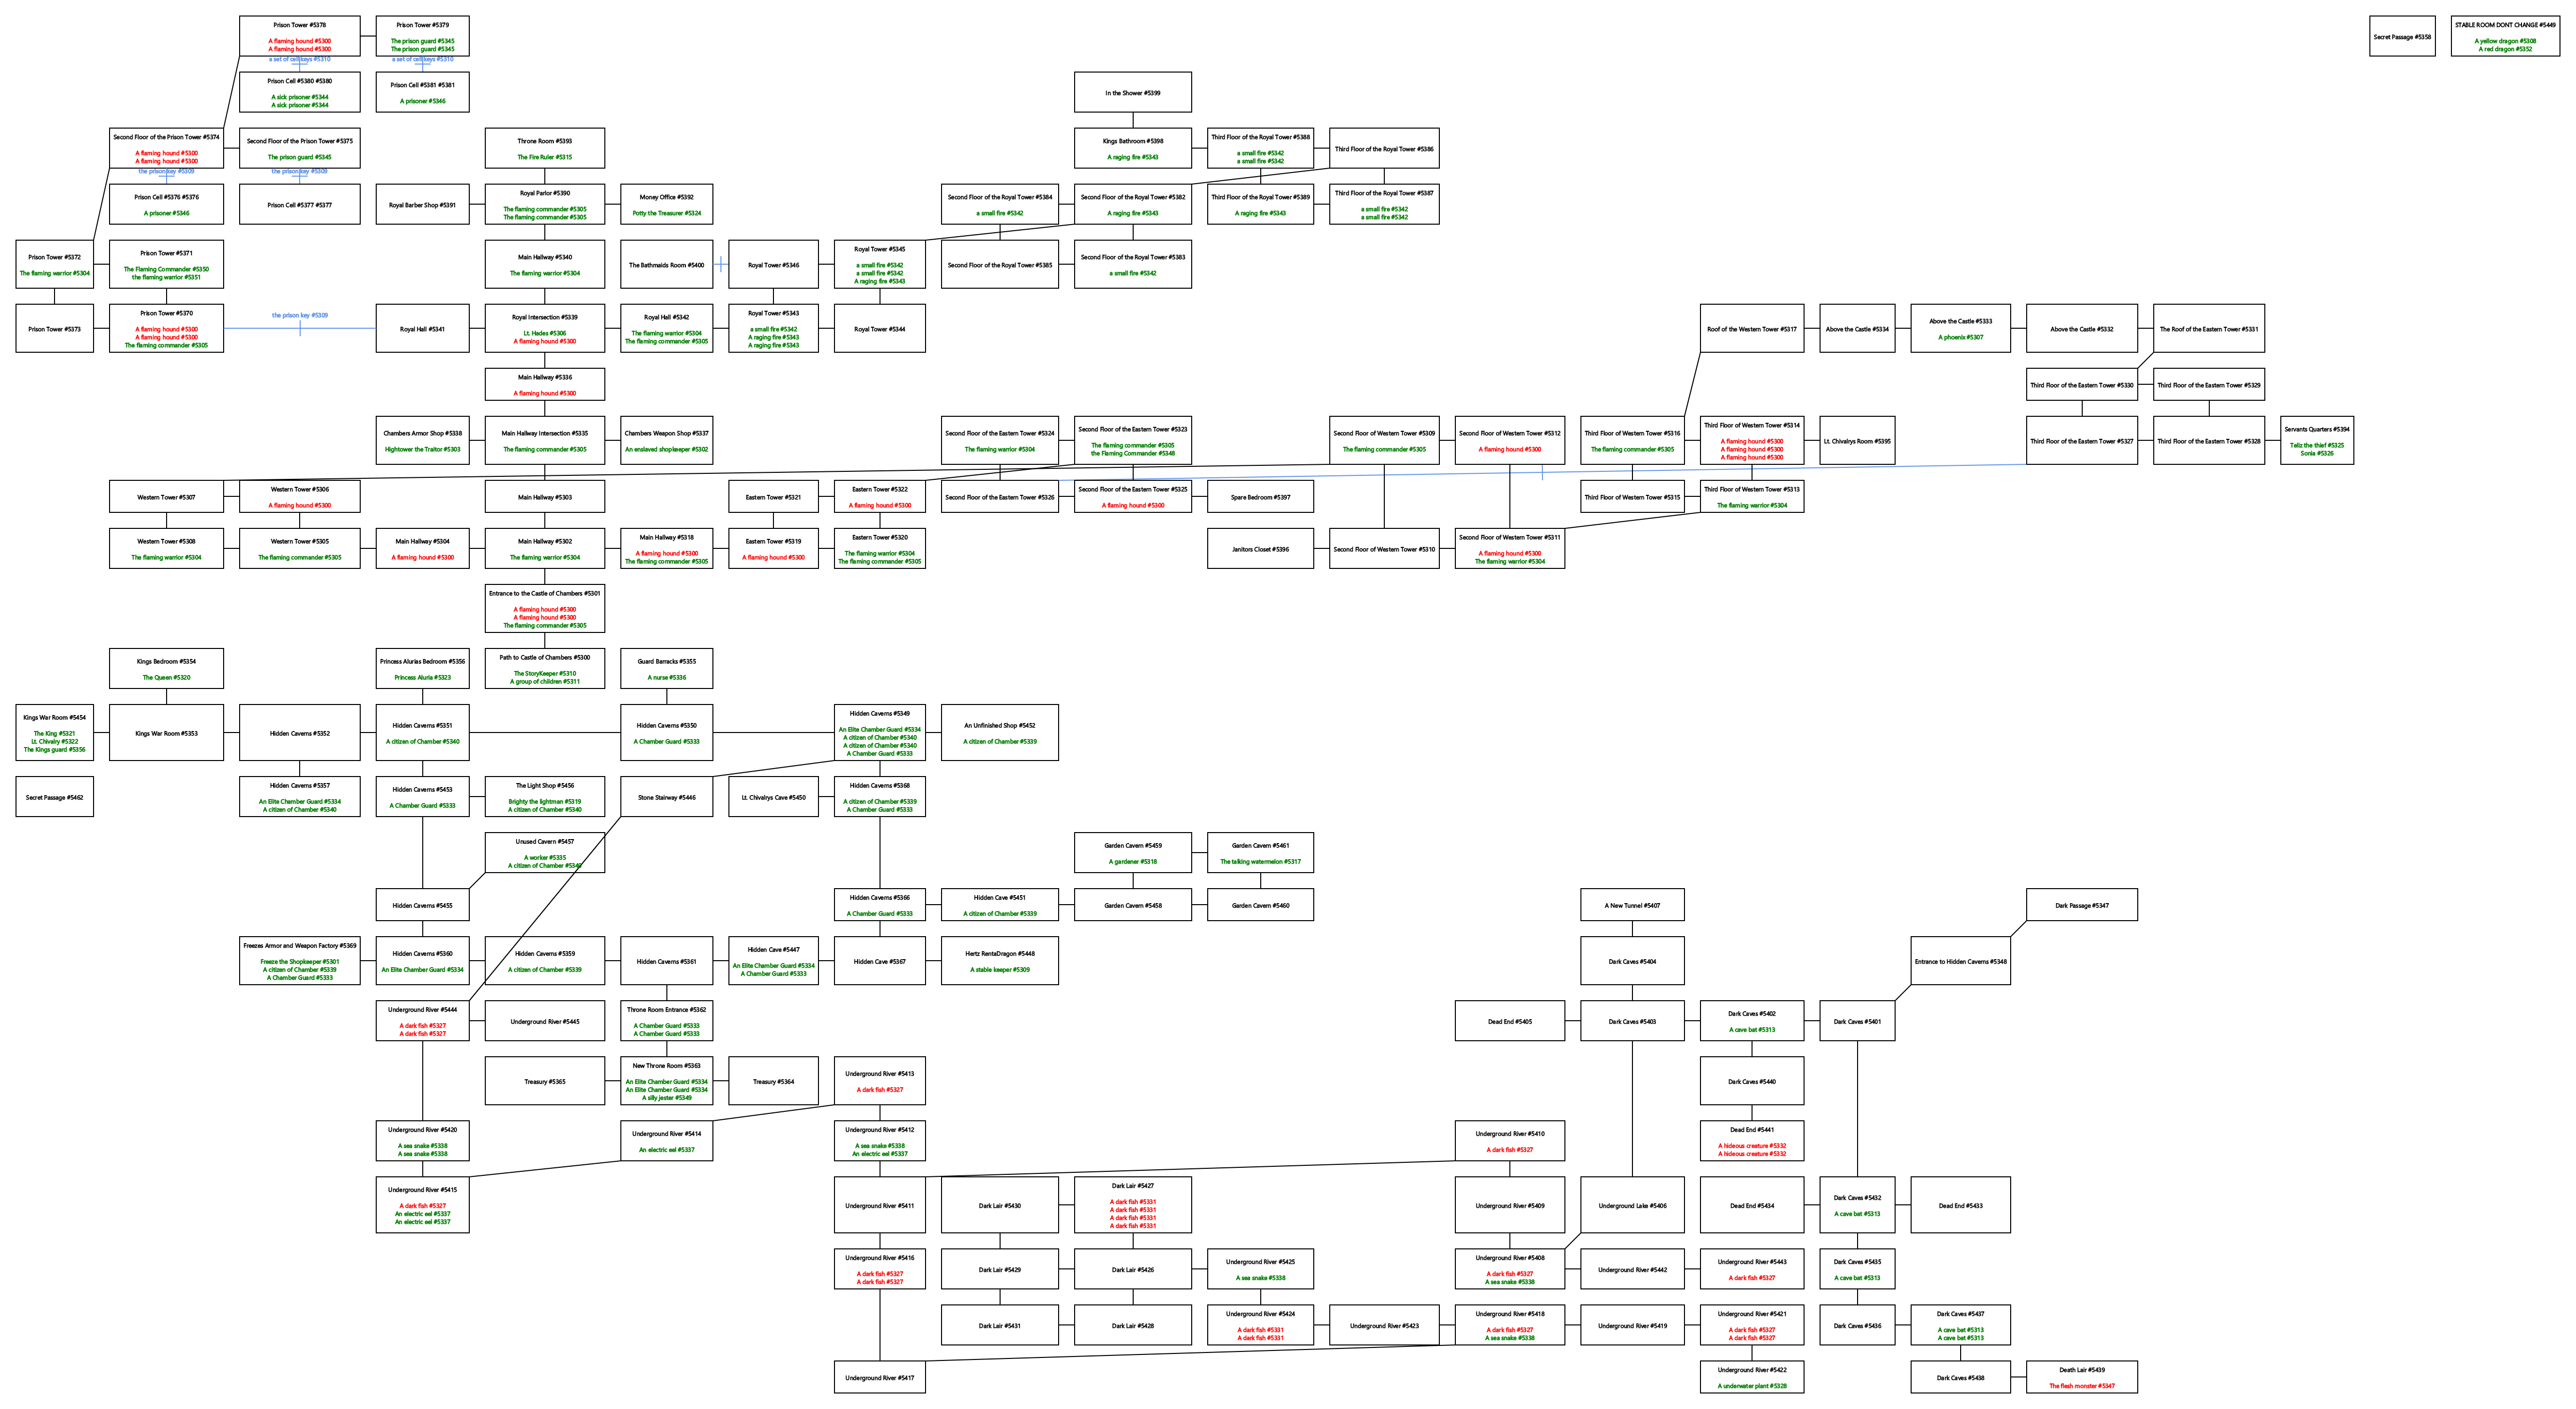 Prison Tower #5378
A flaming hound #5300
A flaming hound #5300
Prison Tower #5379
The prison guard #5345
The prison guard #5345
Secret Passage #5358
STABLE ROOM DONT CHANGE #5449
A yellow dragon #5308
A red dragon #5352
a set of cell keys #5310
a set of cell keys #5310
Prison Cell #5380 #5380
A sick prisoner #5344
A sick prisoner #5344
Prison Cell #5381 #5381
A prisoner #5346
In the Shower #5399
Second Floor of the Prison Tower #5374
A flaming hound #5300
A flaming hound #5300
Second Floor of the Prison Tower #5375
The prison guard #5345
Throne Room #5393
The Fire Ruler #5315
Kings Bathroom #5398
A raging fire #5343
Third Floor of the Royal Tower #5388
a small fire #5342
a small fire #5342
Third Floor of the Royal Tower #5386
the prison key #5309
the prison key #5309
Prison Cell #5376 #5376
A prisoner #5346
Prison Cell #5377 #5377
Royal Barber Shop #5391
Royal Parlor #5390
The flaming commander #5305
The flaming commander #5305
Money Office #5392
Potty the Treasurer #5324
Second Floor of the Royal Tower #5384
a small fire #5342
Second Floor of the Royal Tower #5382
A raging fire #5343
Third Floor of the Royal Tower #5389
A raging fire #5343
Third Floor of the Royal Tower #5387
a small fire #5342
a small fire #5342
Prison Tower #5372
The flaming warrior #5304
Prison Tower #5371
The Flaming Commander #5350
the flaming warrior #5351
Main Hallway #5340
The flaming warrior #5304
The Bathmaids Room #5400
Royal Tower #5346
Royal Tower #5345
a small fire #5342
a small fire #5342
A raging fire #5343
Second Floor of the Royal Tower #5385
Second Floor of the Royal Tower #5383
a small fire #5342
Prison Tower #5373
Prison Tower #5370
A flaming hound #5300
A flaming hound #5300
The flaming commander #5305
the prison key #5309
Royal Hall #5341
Royal Intersection #5339
Lt. Hades #5306
A flaming hound #5300
Royal Hall #5342
The flaming warrior #5304
The flaming commander #5305
Royal Tower #5343
a small fire #5342
A raging fire #5343
A raging fire #5343
Royal Tower #5344
Roof of the Western Tower #5317
Above the Castle #5334
Above the Castle #5333
A phoenix #5307
Above the Castle #5332
The Roof of the Eastern Tower #5331
Main Hallway #5336
A flaming hound #5300
Third Floor of the Eastern Tower #5330
Third Floor of the Eastern Tower #5329
Chambers Armor Shop #5338
Hightower the Traitor #5303
Main Hallway Intersection #5335
The flaming commander #5305
Chambers Weapon Shop #5337
An enslaved shopkeeper #5302
Second Floor of the Eastern Tower #5324
The flaming warrior #5304
Second Floor of the Eastern Tower #5323
The flaming commander #5305
the Flaming Commander #5348
Second Floor of Western Tower #5309
The flaming commander #5305
Second Floor of Western Tower #5312
A flaming hound #5300
Third Floor of Western Tower #5316
The flaming commander #5305
Third Floor of Western Tower #5314
A flaming hound #5300
A flaming hound #5300
A flaming hound #5300
Lt. Chivalrys Room #5395
Third Floor of the Eastern Tower #5327
Third Floor of the Eastern Tower #5328
Servants Quarters #5394
Teliz the thief #5325
Sonia #5326
Western Tower #5307
Western Tower #5306
A flaming hound #5300
Main Hallway #5303
Eastern Tower #5321
Eastern Tower #5322
A flaming hound #5300
Second Floor of the Eastern Tower #5326
Second Floor of the Eastern Tower #5325
A flaming hound #5300
Spare Bedroom #5397
Third Floor of Western Tower #5315
Third Floor of Western Tower #5313
The flaming warrior #5304
Western Tower #5308
The flaming warrior #5304
Western Tower #5305
The flaming commander #5305
Main Hallway #5304
A flaming hound #5300
Main Hallway #5302
The flaming warrior #5304
Main Hallway #5318
A flaming hound #5300
The flaming commander #5305
Eastern Tower #5319
A flaming hound #5300
Eastern Tower #5320
The flaming warrior #5304
The flaming commander #5305
Janitors Closet #5396
Second Floor of Western Tower #5310
Second Floor of Western Tower #5311
A flaming hound #5300
The flaming warrior #5304
Entrance to the Castle of Chambers #5301
A flaming hound #5300
A flaming hound #5300
The flaming commander #5305
Kings Bedroom #5354
The Queen #5320
Princess Alurias Bedroom #5356
Princess Aluria #5323
Path to Castle of Chambers #5300
The StoryKeeper #5310
A group of children #5311
Guard Barracks #5355
A nurse #5336
Kings War Room #5454
The King #5321
Lt. Chivalry #5322
The Kings guard #5356
Kings War Room #5353
Hidden Caverns #5352
Hidden Caverns #5351
A citizen of Chamber #5340
Hidden Caverns #5350
A Chamber Guard #5333
Hidden Caverns #5349
An Elite Chamber Guard #5334
A citizen of Chamber #5340
A citizen of Chamber #5340
A Chamber Guard #5333
An Unfinished Shop #5452
A citizen of Chamber #5339
Secret Passage #5462
Hidden Caverns #5357
An Elite Chamber Guard #5334
A citizen of Chamber #5340
Hidden Caverns #5453
A Chamber Guard #5333
The Light Shop #5456
Brighty the lightman #5319
A citizen of Chamber #5340
Stone Stairway #5446
Lt. Chivalrys Cave #5450
Hidden Caverns #5368
A citizen of Chamber #5339
A Chamber Guard #5333
Unused Cavern #5457
A worker #5335
A citizen of Chamber #5340
Garden Cavern #5459
A gardener #5318
Garden Cavern #5461
The talking watermelon #5317
Hidden Caverns #5455
Hidden Caverns #5366
A Chamber Guard #5333
Hidden Cave #5451
A citizen of Chamber #5339
Garden Cavern #5458
Garden Cavern #5460
A New Tunnel #5407
Dark Passage #5347
Freezes Armor and Weapon Factory #5369
Freeze the Shopkeeper #5301
A citizen of Chamber #5339
A Chamber Guard #5333
Hidden Caverns #5360
An Elite Chamber Guard #5334
Hidden Caverns #5359
A citizen of Chamber #5339
Hidden Caverns #5361
Hidden Cave #5447
An Elite Chamber Guard #5334
A Chamber Guard #5333
Hidden Cave #5367
Hertz RentaDragon #5448
A stable keeper #5309
Dark Caves #5404
Entrance to Hidden Caverns #5348
Underground River #5444
A dark fish #5327
A dark fish #5327
Underground River #5445
Throne Room Entrance #5362
A Chamber Guard #5333
A Chamber Guard #5333
Dead End #5405
Dark Caves #5403
Dark Caves #5402
A cave bat #5313
Dark Caves #5401
Treasury #5365
New Throne Room #5363
An Elite Chamber Guard #5334
An Elite Chamber Guard #5334
A silly jester #5349
Treasury #5364
Underground River #5413
A dark fish #5327
Dark Caves #5440
Underground River #5420
A sea snake #5338
A sea snake #5338
Underground River #5414
An electric eel #5337
Underground River #5412
A sea snake #5338
An electric eel #5337
Underground River #5410
A dark fish #5327
Dead End #5441
A hideous creature #5332
A hideous creature #5332
Underground River #5415
A dark fish #5327
An electric eel #5337
An electric eel #5337
Underground River #5411
Dark Lair #5430
Dark Lair #5427
A dark fish #5331
A dark fish #5331
A dark fish #5331
A dark fish #5331
Underground River #5409
Underground Lake #5406
Dead End #5434
Dark Caves #5432
A cave bat #5313
Dead End #5433
Underground River #5416
A dark fish #5327
A dark fish #5327
Dark Lair #5429
Dark Lair #5426
Underground River #5425
A sea snake #5338
Underground River #5408
A dark fish #5327
A sea snake #5338
Underground River #5442
Underground River #5443
A dark fish #5327
Dark Caves #5435
A cave bat #5313
Dark Lair #5431
Dark Lair #5428
Underground River #5424
A dark fish #5331
A dark fish #5331
Underground River #5423
Underground River #5418
A dark fish #5327
A sea snake #5338
Underground River #5419
Underground River #5421
A dark fish #5327
A dark fish #5327
Dark Caves #5436
Dark Caves #5437
A cave bat #5313
A cave bat #5313
Underground River #5417
Underground River #5422
A underwater plant #5328
Dark Caves #5438
Death Lair #5439
The flesh monster #5347